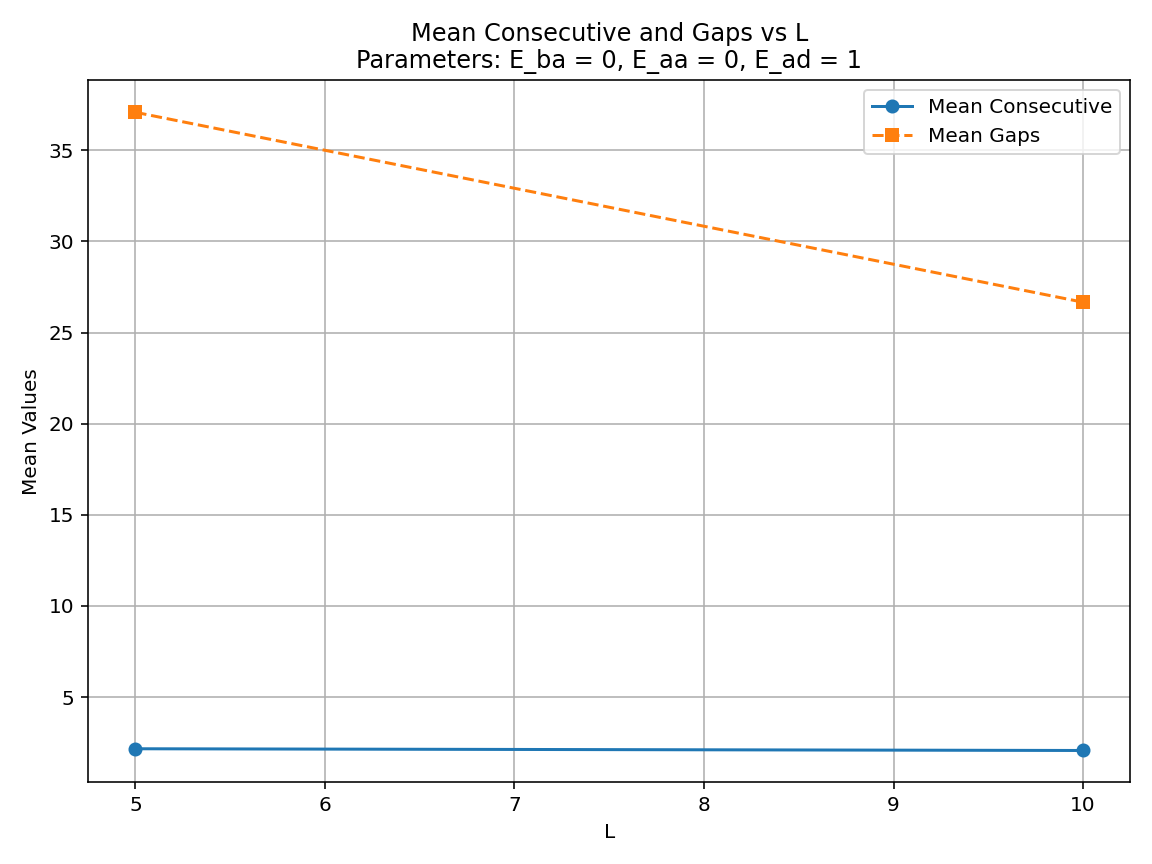 Mean Consecutive and Gaps vs L
Parameters: E_ba = 0, E_aa = 0, E_ad = 1
Mean Consecutive
Mean Gaps
Mean Values
35
30
25
20
15
10
5
5
6
7
8
9
10
L